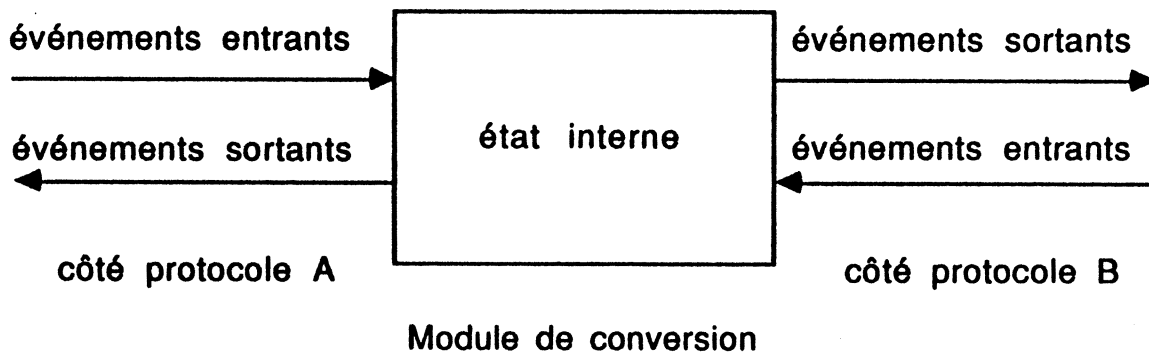 événements entrants
événements sortants
état interne
événements sortants
événements entrants
côté protocole A
côté protocole B
Module de conversion